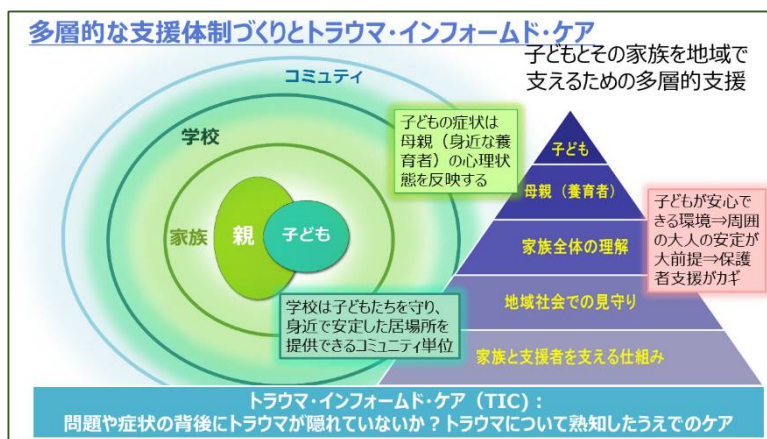 多層的な支援体制づくりとトラウマ・インフォームド・ケア
子どもとその家族を地域で
支えるための多層的支援
コミュティ
学校
家族
親
子ども
子どもの症状は
母親（身近な養
育者）の心理状
態を反映する
学校は子どもたちを守り、
身近で安定した居場所を
提供できるコミュニティ単位
子ども
母親（養育者）
家族全体の理解
地域社会での見守り
家族と支援者を支える仕組み
子どもが安心で
きる環境⇒周囲
の大人の安定が
大前提⇒保護
者支援がカギ
トラウマ・インフォームド・ケア（TIC）:
問題や症状の背後にトラウマが隠れていないか？トラウマについて熟知したうえでのケア